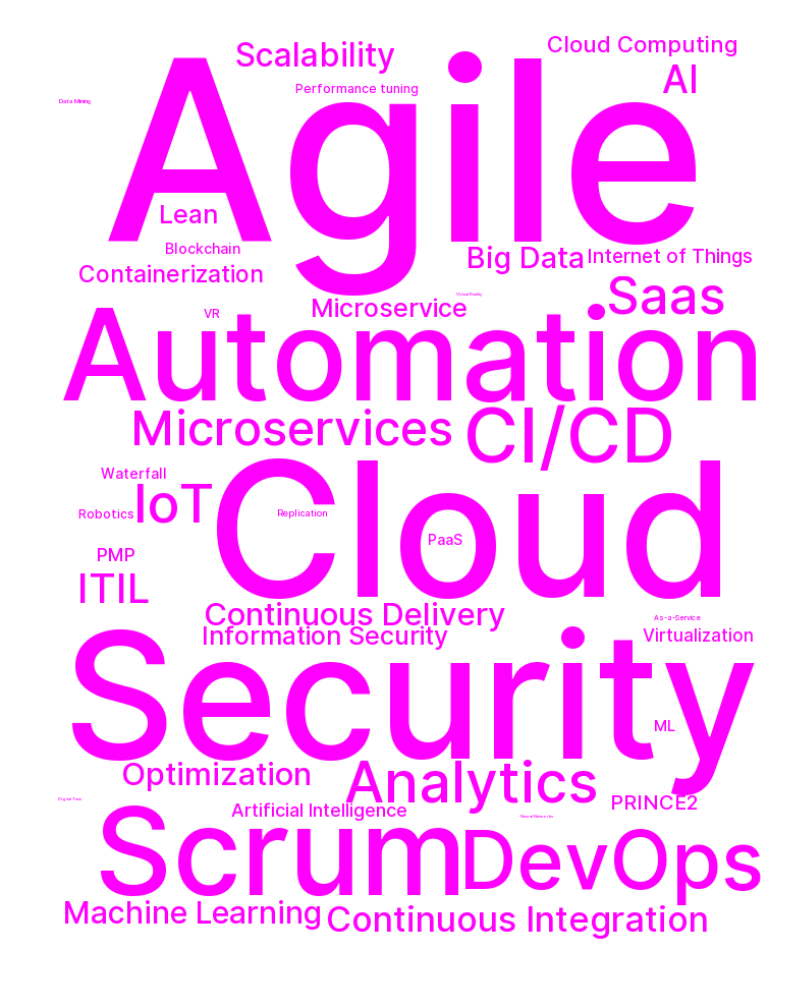 Scalability
Cloud Computing
AI
Performance tuning
Data Mining
Agile
Lean
Blockchain
Big Data
Internet of Things
Containerization
Saas
Virtual Reality
Microservice
VR
Automation
Microservices
CI/CD
Waterfall
IoT
Cloud
Robotics
Replication
PaaS
PMP
ITIL
Continuous Delivery
As-a-Service
Information Security
Virtualization
Security
ML
Optimization
Analytics
Digital Twin
PRINCE2
Artificial Intelligence
Neural Networks
Scrum
DevOps
Machine Learning
Continuous Integration